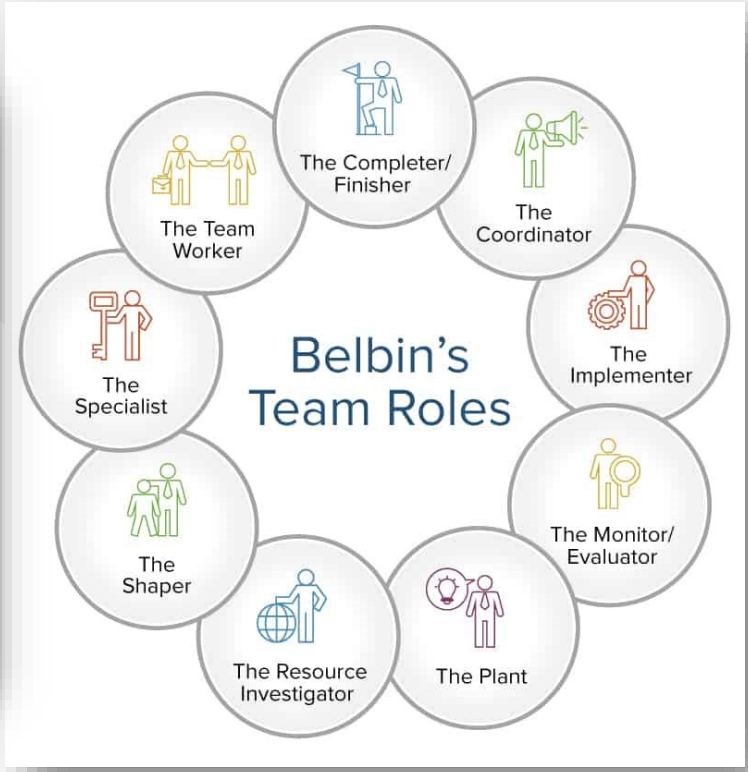 The Completer/
Finisher
The
Coordinator
The
Implementer
The Monitor/
Evaluator
The Plant
The Resource
Investigator
The
Shaper
The
Specialist
The Team
Worker
Belbin's
Team Roles